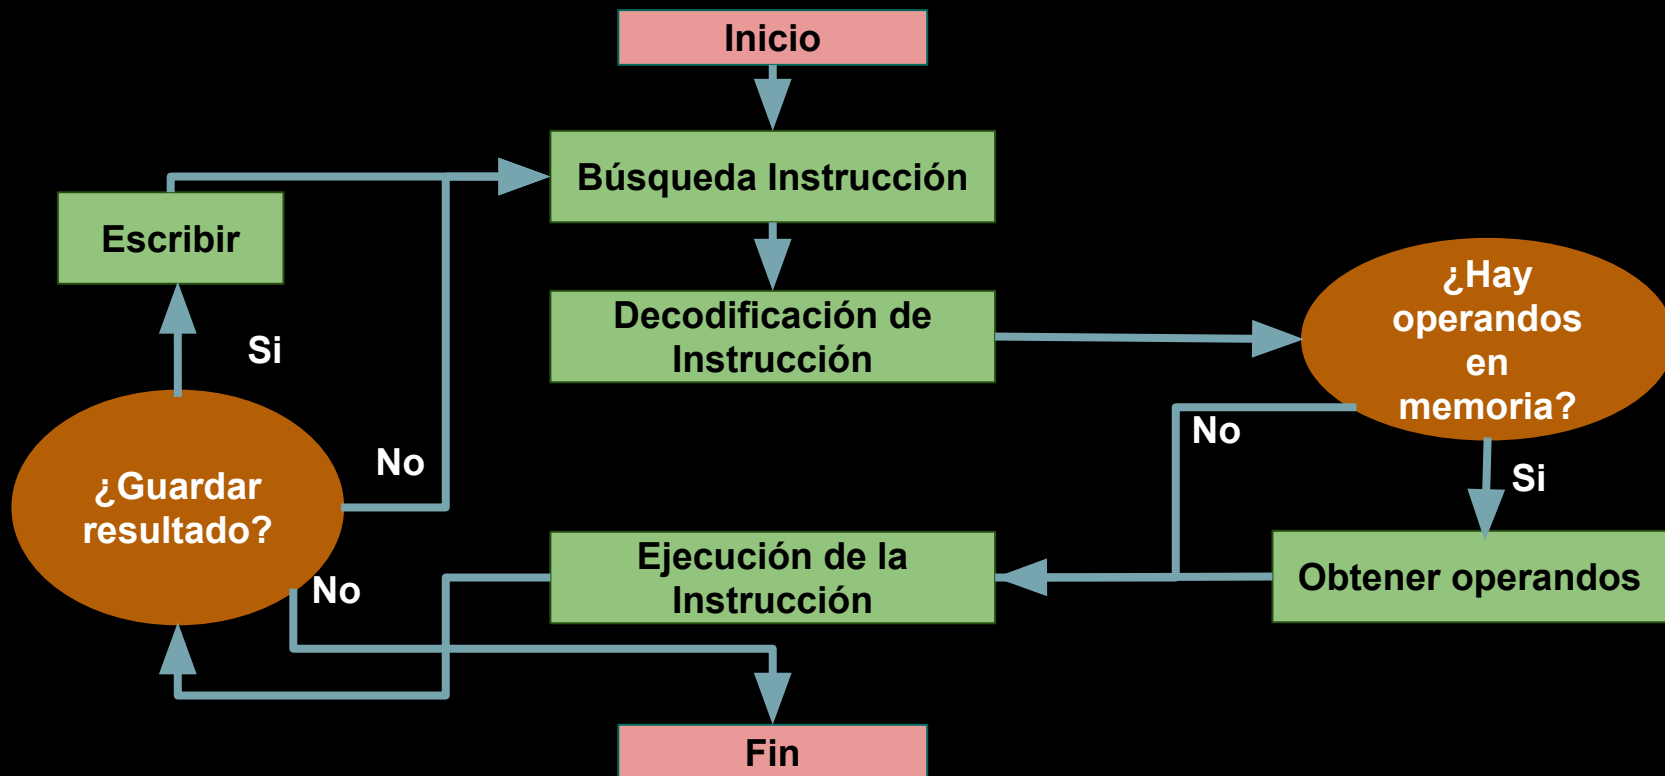 Inicio
Búsqueda Instrucción
Escribir
Decodificación de
Instrucción
¿Hay
operandos
en
memoria?
Si
No
No
Si
¿Guardar
resultado?
Ejecución de la
Instrucción
Obtener operandos
No
Fin